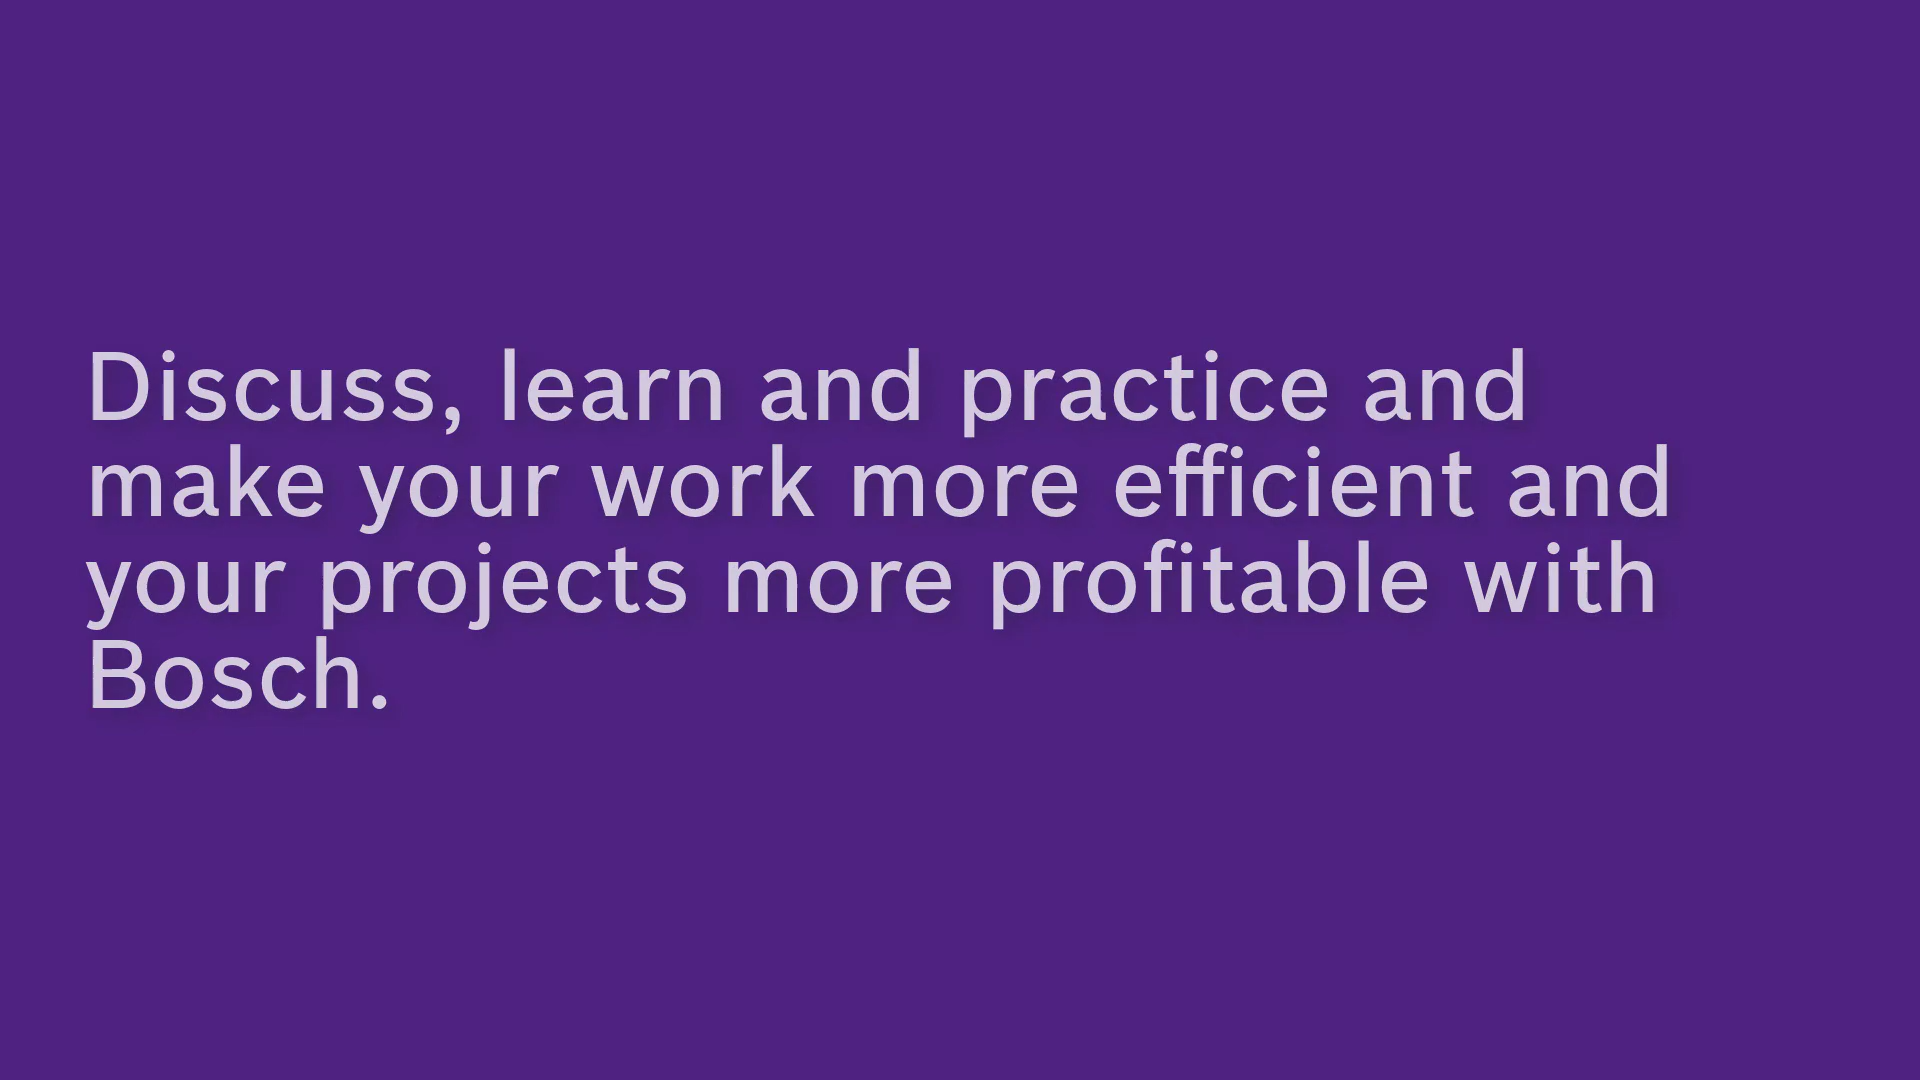 Discuss, learn and practice and
make your work more efficient and
your projects more profitable with
Bosch.